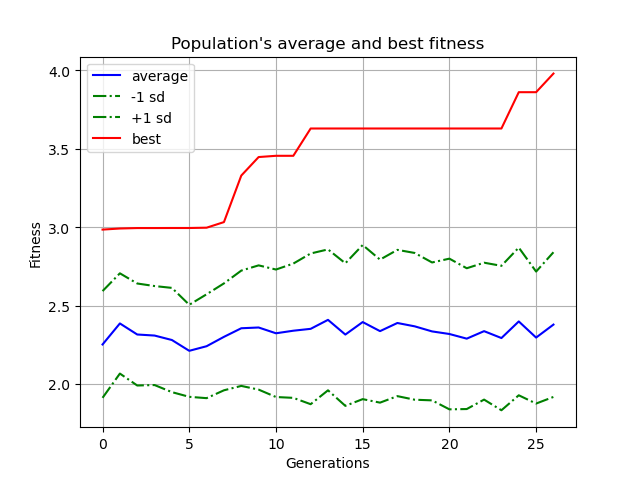 Population's average and best fitness
average
-1 sd
+1 sd
best
Fitness
4.0
3.5
3.0
2.5
2.0
0 5 10 15 20 25
Generations